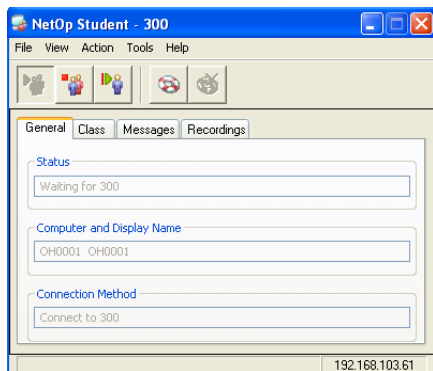 NetOp Student - 300
File View Action Tools Help
General Class Messages Recordings
Status
Waiting for 300
Computer and Display Name
OH0001 OH0001
Connection Method
Connect to 300
192.168.103.61